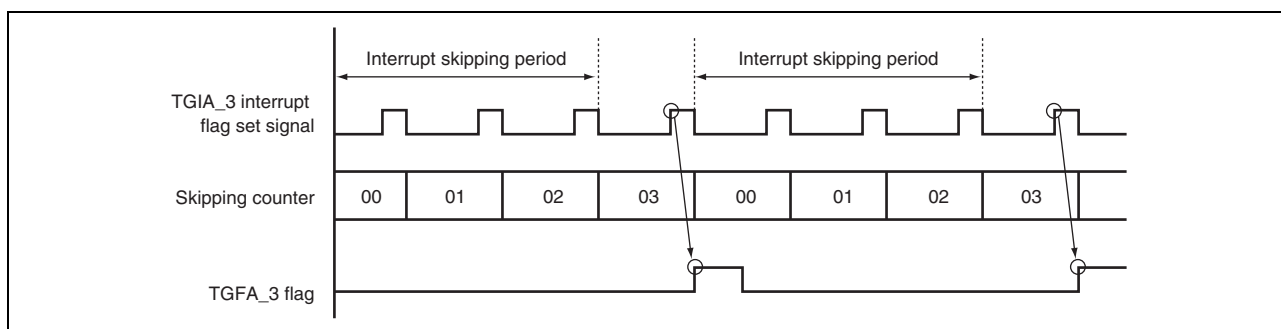 Interrupt skipping period Interrupt skipping period
TGIA_3 interrupt
flag set signal
Skipping counter 00 01 02 03 00 01 02 03
TGFA_3 flag